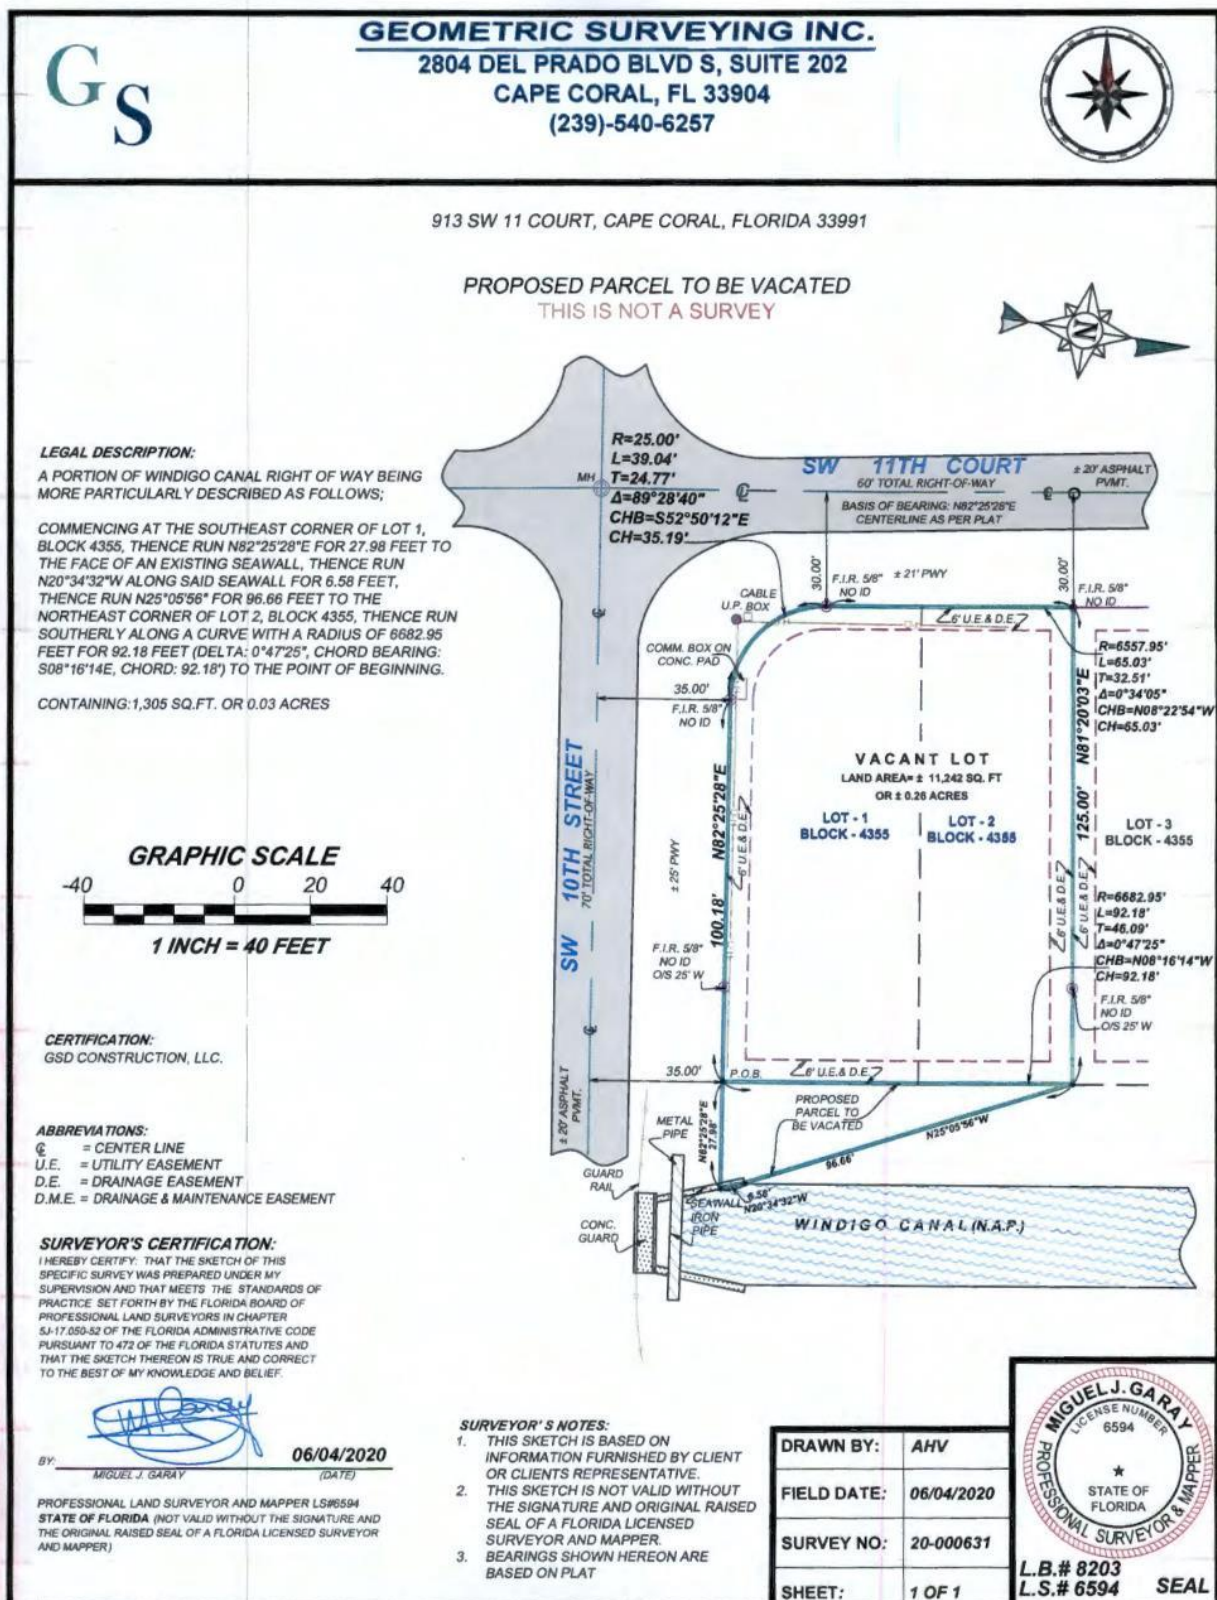 GEOMETRIC SURVEYING INC.
2804 DEL PRADO BLVD S, SUITE 202
CAPE CORAL, FL 33904
(239)-540-6257
G S
913 SW 11 COURT, CAPE CORAL, FLORIDA 33991
PROPOSED PARCEL TO BE VACATED
THIS IS NOT A SURVEY
N
LEGAL DESCRIPTION:
A PORTION OF WINDIGO CANAL RIGHT OF WAY BEING
MORE PARTICULARLY DESCRIBED AS FOLLOWS;
COMMENCING AT THE SOUTHEAST CORNER OF LOT 1,
BLOCK 4355, THENCE RUN N82°25'28"E FOR 27.98 FEET TO
THE FACE OF AN EXISTING SEAWALL, THENCE RUN
N20°34'32"W ALONG SAID SEAWALL FOR 6.58 FEET,
THENCE RUN N25°05'56" FOR 96.66 FEET TO THE
NORTHEAST CORNER OF LOT 2, BLOCK 4355, THENCE RUN
SOUTHERLY ALONG A CURVE WITH A RADIUS OF 6682.95
FEET FOR 92.18 FEET (DELTA: 0°47'25", CHORD BEARING:
S08°16'14E, CHORD: 92.18') TO THE POINT OF BEGINNING.
CONTAINING:1,305 SQ.FT. OR 0.03 ACRES
R=25.00'
L=39.04'
MH
T=24.77'
Δ=89°28'40"
CHB=S52°50'12"E
CH=35.19'
SW 11TH COURT
60' TOTAL RIGHT-OF-WAY
BASIS OF BEARING: N82°25'28"E
CENTERLINE AS PER PLAT
± 20' ASPHALT
PVMT.
30.00'
F.I.R. 5/8"
NO ID
± 21' PWY
30.00'
F.I.R. 5/8"
NO ID
CABLE
U.P. BOX
6' U.E.& D.E.
COMM. BOX ON
CONC. PAD
35.00'
F.I.R. 5/8"
NO ID
R=6557.95'
L=65.03'
T=32.51'
Δ=0°34'05"
CHB=N08°22'54"W
CH=65.03'
N81°20'03"E
125.00'
VACANT LOT
LAND AREA= ± 11,242 SQ. FT
OR ± 0.26 ACRES
LOT - 1
BLOCK - 4355
LOT - 2
BLOCK - 4355
LOT - 3
BLOCK - 4355
SW 10TH STREET
70' TOTAL RIGHT-OF-WAY
± 25' PWY
N82°25'28"E
100.18'
6' U.E.& D.E.
6' U.E.& D.E.
6' U.E.& D.E.
R=6682.95'
L=92.18'
T=46.09'
Δ=0°47'25"
CHB=N08°16'14"W
CH=92.18'
F.I.R. 5/8"
NO ID
O/S 25' W
F.I.R. 5/8"
NO ID
O/S 25' W
GRAPHIC SCALE
-40 0 20 40
1 INCH = 40 FEET
35.00'
P.O.B.
6' U.E.& D.E.
± 20' ASPHALT
PVMT.
N82°25'28"E
27.98'
PROPOSED
PARCEL TO
BE VACATED
N25°05'56"W
96.66'
METAL
PIPE
GUARD
RAIL
SEAWALL
6.58'
N20°34'32"W
IRON
PIPE
CONC.
GUARD
WINDIGO CANAL (N.A.P.)
CERTIFICATION:
GSD CONSTRUCTION, LLC.
ABBREVIATIONS:
℄ = CENTER LINE
U.E. = UTILITY EASEMENT
D.E. = DRAINAGE EASEMENT
D.M.E. = DRAINAGE & MAINTENANCE EASEMENT
SURVEYOR'S CERTIFICATION:
I HEREBY CERTIFY: THAT THE SKETCH OF THIS
SPECIFIC SURVEY WAS PREPARED UNDER MY
SUPERVISION AND THAT MEETS THE STANDARDS OF
PRACTICE SET FORTH BY THE FLORIDA BOARD OF
PROFESSIONAL LAND SURVEYORS IN CHAPTER
5J-17.050-52 OF THE FLORIDA ADMINISTRATIVE CODE
PURSUANT TO 472 OF THE FLORIDA STATUTES AND
THAT THE SKETCH THEREON IS TRUE AND CORRECT
TO THE BEST OF MY KNOWLEDGE AND BELIEF.
BY: 06/04/2020
MIGUEL J. GARAY (DATE)
PROFESSIONAL LAND SURVEYOR AND MAPPER LS#6594
STATE OF FLORIDA (NOT VALID WITHOUT THE SIGNATURE AND
THE ORIGINAL RAISED SEAL OF A FLORIDA LICENSED SURVEYOR
AND MAPPER)
SURVEYOR'S NOTES:
1. THIS SKETCH IS BASED ON
INFORMATION FURNISHED BY CLIENT
OR CLIENTS REPRESENTATIVE.
2. THIS SKETCH IS NOT VALID WITHOUT
THE SIGNATURE AND ORIGINAL RAISED
SEAL OF A FLORIDA LICENSED
SURVEYOR AND MAPPER.
3. BEARINGS SHOWN HEREON ARE
BASED ON PLAT
DRAWN BY: AHV
FIELD DATE: 06/04/2020
SURVEY NO: 20-000631
SHEET: 1 OF 1
MIGUEL J. GARAY
LICENSE NUMBER
6594
STATE OF
FLORIDA
PROFESSIONAL SURVEYOR & MAPPER
L.B.# 8203
L.S.# 6594 SEAL